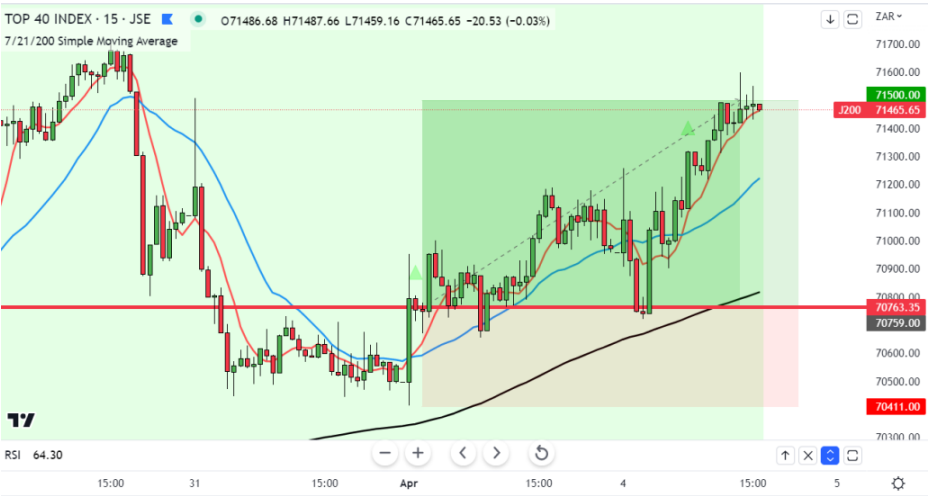 TOP 40 INDEX · 15 · JSE O71486.68 H71487.66 L71459.16 C71465.65 −20.53 (−0.03%)
ZAR
7/21/200 Simple Moving Average
71700.00
71600.00
71500.00
J200 71465.65
71400.00
71300.00
71200.00
71100.00
71000.00
70900.00
70800.00
70763.35
70759.00
70600.00
70500.00
70411.00
70300.00
RSI 64.30
15:00 31 15:00 Apr 15:00 4 15:00 5